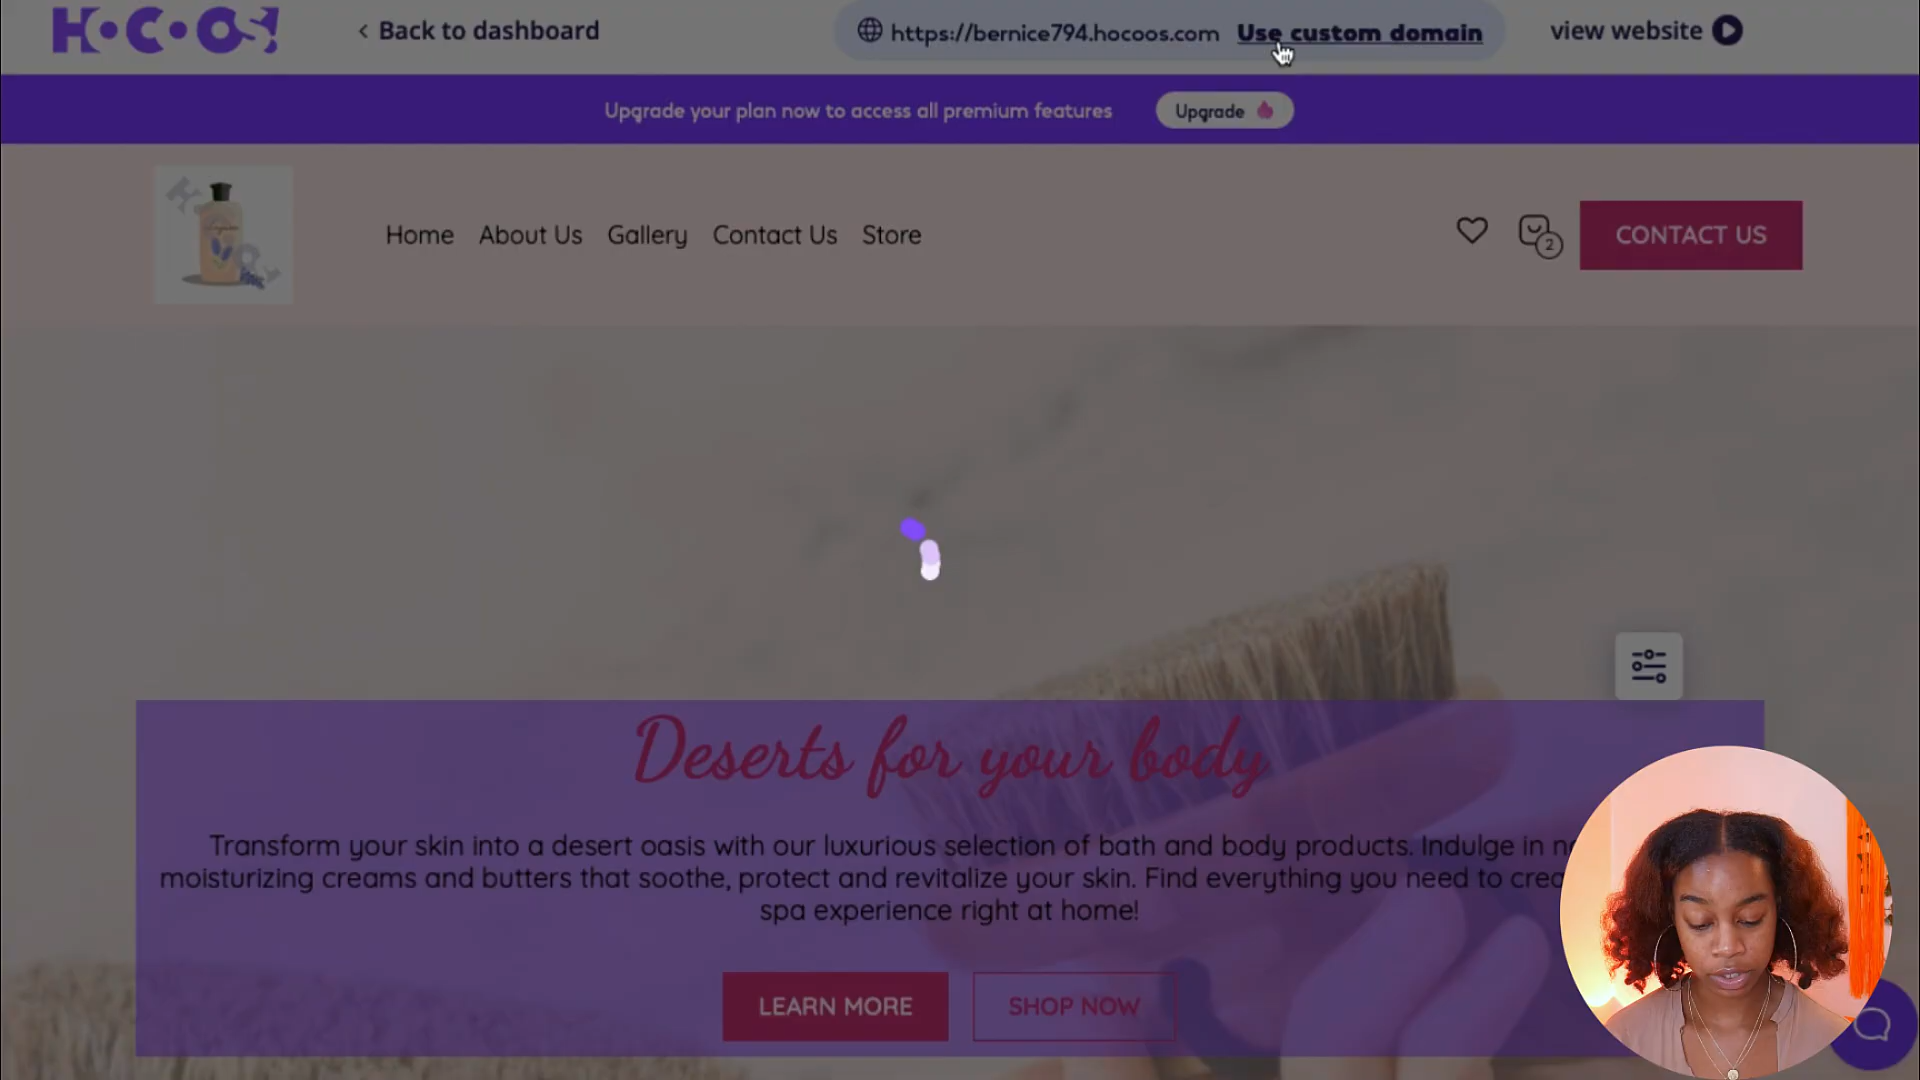 HOCOOS!
Back to dashboard
https://bernice794.hocoos.com Use custom domain
view website
Upgrade your plan now to access all premium features
Upgrade
Home About Us Gallery Contact Us Store
2
CONTACT US
Deserts for your body
Transform your skin into a desert oasis with our luxurious selection of bath and body products. Indulge in
moisturizing creams and butters that soothe, protect and revitalize your skin. Find everything you need to
spa experience right at home!
LEARN MORE
SHOP NOW